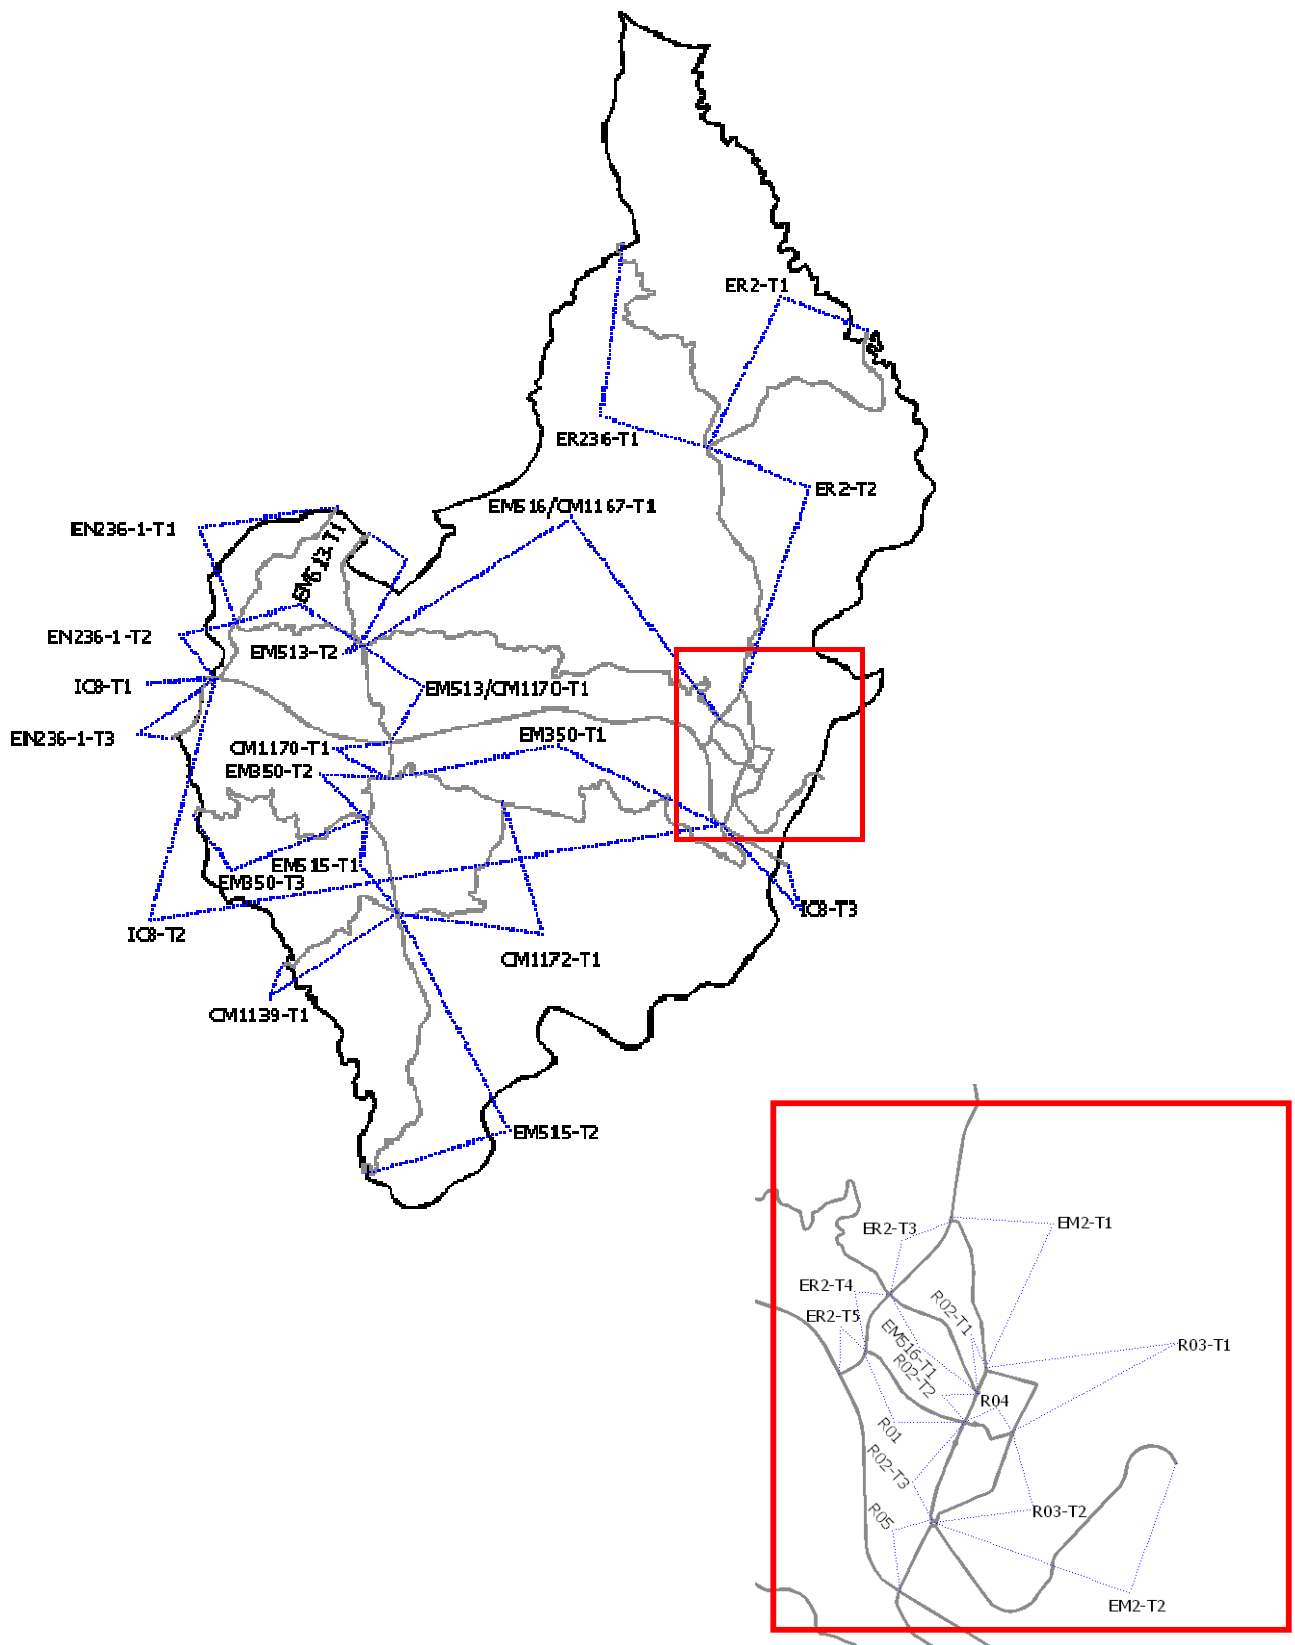 ER2-T1
ER236-T1
ER2-T2
EM516/CM1167-T1
EN236-1-T1
EM513-T1
EN236-1-T2
EM513-T2
IC8-T1
EM513/CM1170-T1
EN236-1-T3
CM1170-T1
EM350-T1
EM350-T2
EM515-T1
EM350-T3
IC8-T3
IC8-T2
CM1172-T1
CM1139-T1
EM515-T2
ER2-T3
EM2-T1
ER2-T4
R02-T1
ER2-T5
EM516-T1
R03-T1
R02-T2
R04
R01
R02-T3
R05
R03-T2
EM2-T2